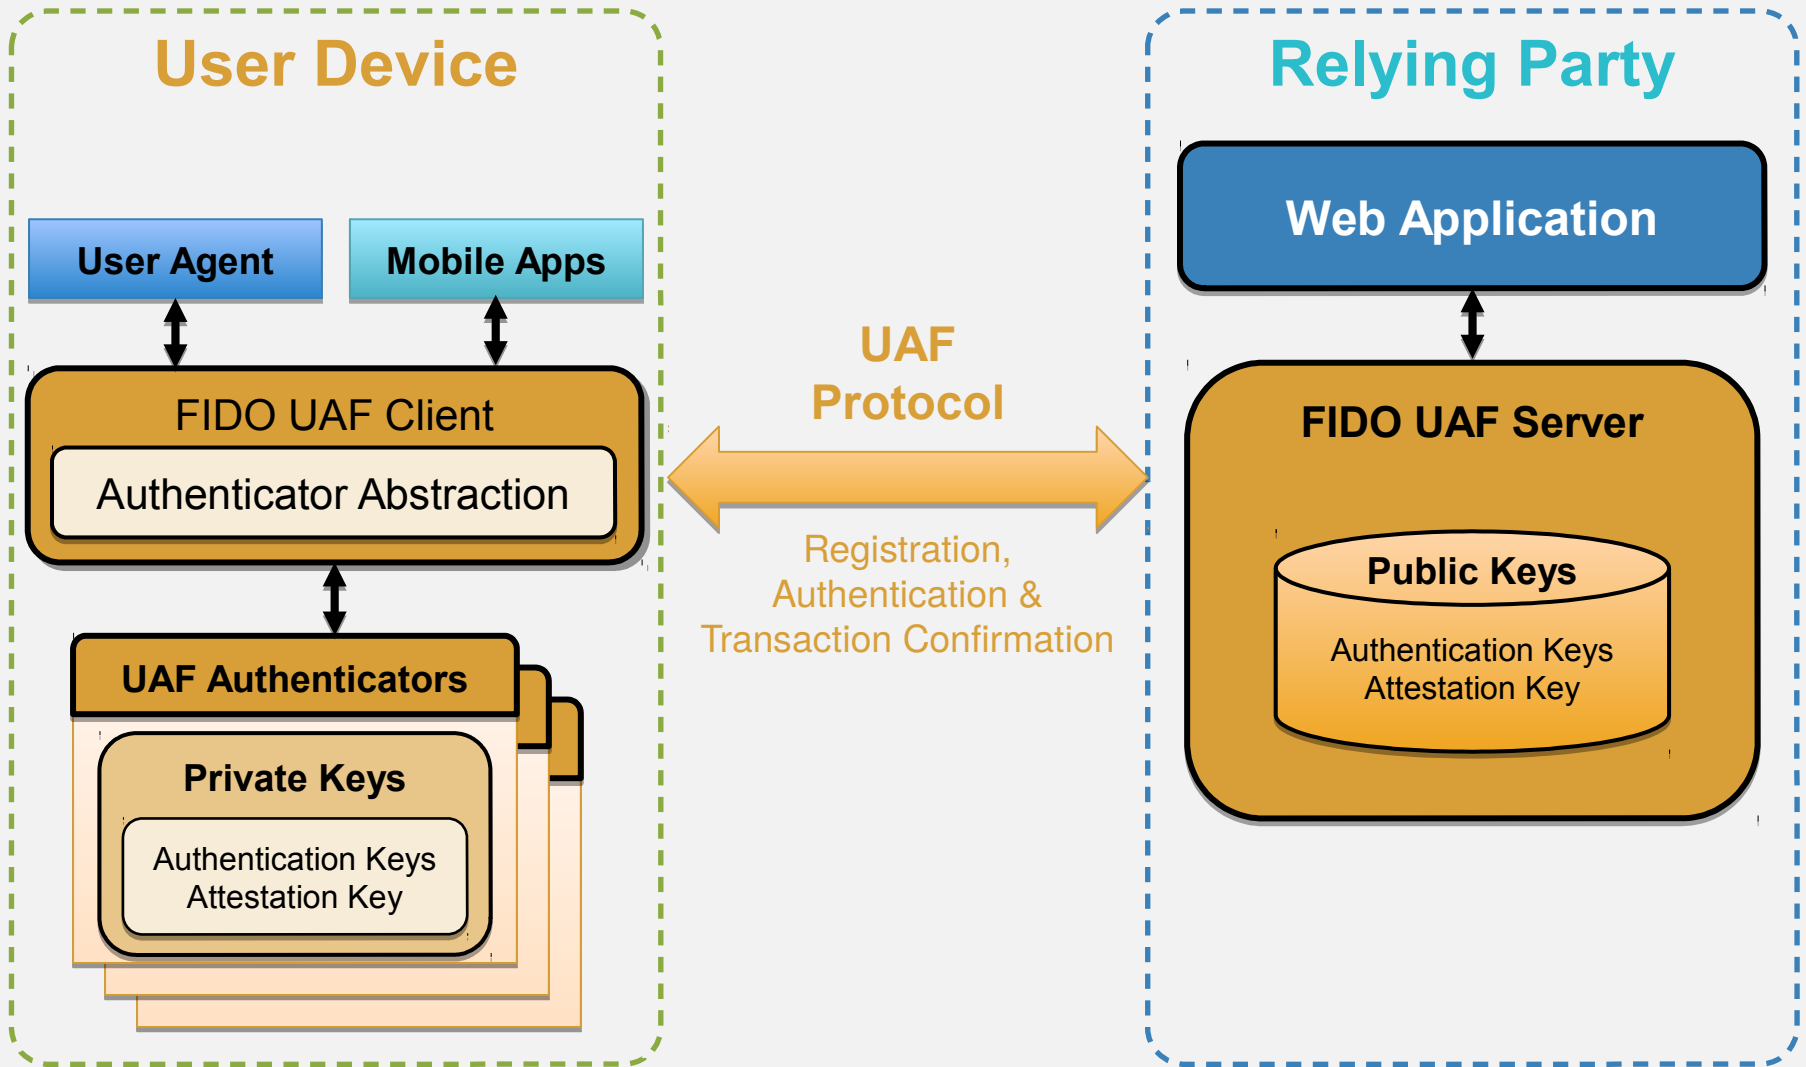 User Device
User Agent
Mobile Apps
FIDO UAF Client
Authenticator Abstraction
UAF Authenticators
Private Keys
Authentication Keys
Attestation Key
UAF
Protocol
Registration,
Authentication &
Transaction Confirmation
Relying Party
Web Application
FIDO UAF Server
Public Keys
Authentication Keys
Attestation Key